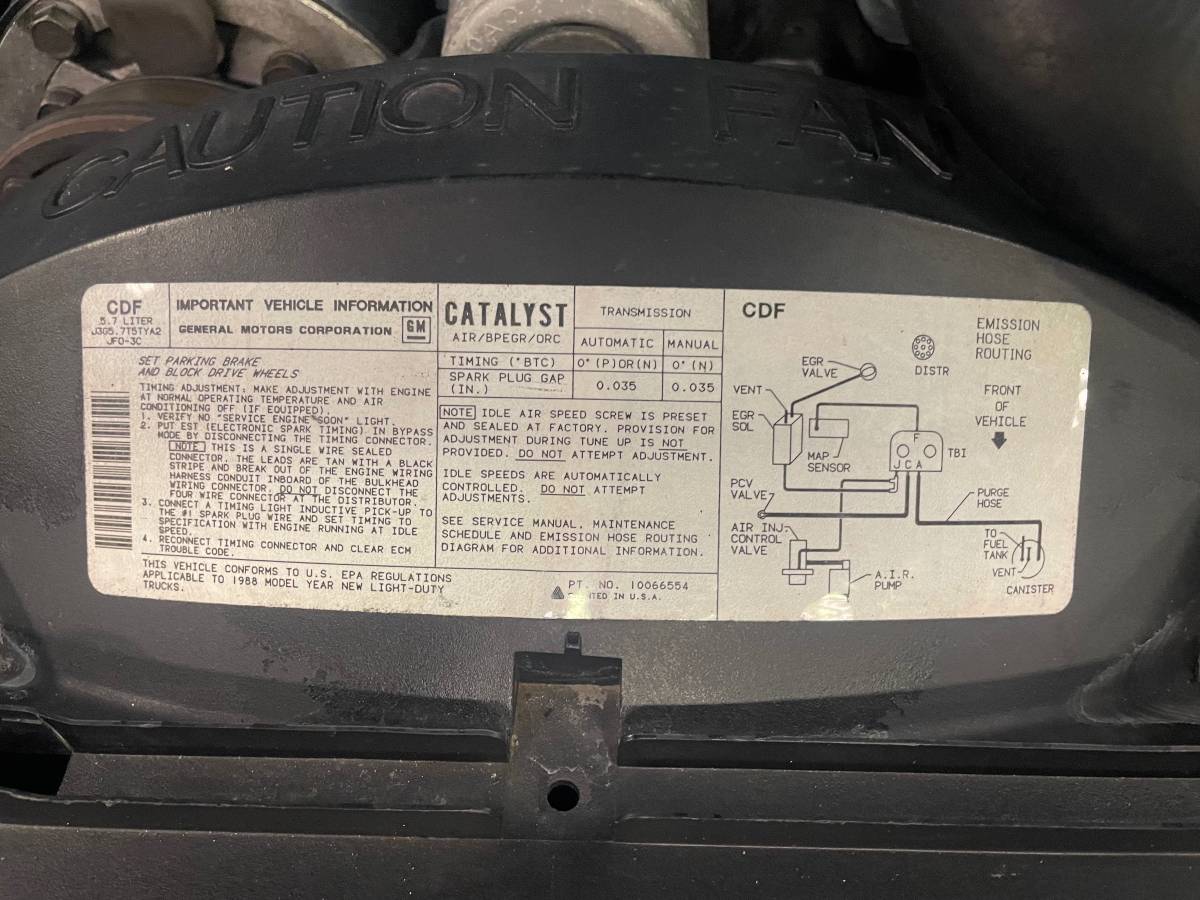 CAUTION FAN
CDF
5.7 LITER
J3G5.7T5TYA2
JFO-3C
IMPORTANT VEHICLE INFORMATION
GENERAL MOTORS CORPORATION GM
SET PARKING BRAKE
AND BLOCK DRIVE WHEELS
TIMING ADJUSTMENT: MAKE ADJUSTMENT WITH ENGINE
AT NORMAL OPERATING TEMPERATURE AND AIR
CONDITIONING OFF (IF EQUIPPED).
1. VERIFY NO "SERVICE ENGINE SOON" LIGHT.
2. PUT EST (ELECTRONIC SPARK TIMING) IN BYPASS
MODE BY DISCONNECTING THE TIMING CONNECTOR.
NOTE THIS IS A SINGLE WIRE SEALED
CONNECTOR. THE LEADS ARE TAN WITH A BLACK
STRIPE AND BREAK OUT OF THE ENGINE WIRING
HARNESS CONDUIT INBOARD OF THE BULKHEAD
WIRING CONNECTOR. DO NOT DISCONNECT THE
FOUR WIRE CONNECTOR AT THE DISTRIBUTOR.
3. CONNECT A TIMING LIGHT INDUCTIVE PICK-UP TO
THE #1 SPARK PLUG WIRE AND SET TIMING TO
SPECIFICATION WITH ENGINE RUNNING AT IDLE
SPEED.
4. RECONNECT TIMING CONNECTOR AND CLEAR ECM
TROUBLE CODE.
THIS VEHICLE CONFORMS TO U.S. EPA REGULATIONS
APPLICABLE TO 1988 MODEL YEAR NEW LIGHT-DUTY
TRUCKS.
CATALYST
AIR/BPEGR/ORC
TRANSMISSION
AUTOMATIC MANUAL
TIMING (°BTC) 0° (P)OR(N) 0° (N)
SPARK PLUG GAP
(IN.) 0.035 0.035
NOTE IDLE AIR SPEED SCREW IS PRESET
AND SEALED AT FACTORY. PROVISION FOR
ADJUSTMENT DURING TUNE UP IS NOT
PROVIDED. DO NOT ATTEMPT ADJUSTMENT.
IDLE SPEEDS ARE AUTOMATICALLY
CONTROLLED. DO NOT ATTEMPT
ADJUSTMENTS.
SEE SERVICE MANUAL, MAINTENANCE
SCHEDULE AND EMISSION HOSE ROUTING
DIAGRAM FOR ADDITIONAL INFORMATION.
PT. NO. 10066554
PRINTED IN U.S.A.
CDF
EMISSION
HOSE
ROUTING
EGR
VALVE
DISTR
FRONT
OF
VEHICLE
VENT
EGR
SOL
MAP
SENSOR
F
J C A
TBI
PCV
VALVE
PURGE
HOSE
AIR INJ
CONTROL
VALVE
TO
FUEL
TANK
VENT
A.I.R.
PUMP
CANISTER